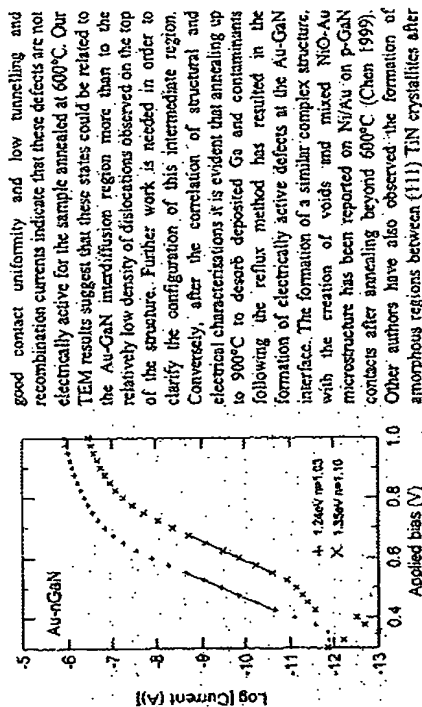 good contact uniformity and low tunnelling and
recombination currents indicate that these defects are not
electrically active for the sample annealed at 600°C. Our
TEM results suggest that these states could be related to
the Au-GaN interdiffusion region more than to the
relatively low density of dislocations observed on the top
of the structure. Further work is needed in order to
clarify the configuration of this intermediate region.
Conversely, after the correlation of structural and
electrical characterisations it is evident that annealing up
to 900°C to desorb deposited Ga and contaminants
following the reflux method has resulted in the
formation of electrically active defects at the Au-GaN
interface. The formation of a similar complex structure,
with the creation of voids and mixed NiO-Au
microstructure has been reported on Ni/Au on p-GaN
contacts after annealing beyond 600°C (Chen 1999).
Other authors have also observed the formation of
amorphous regions between (111) TiN crystallites after
Au-nGaN
-5
-6
-7
-8
-9
-10
-11
-12
-13
Log[Current (A)]
+ 1.24eV n=1.03
X 1.35eV n=1.10
0.4 0.6 0.8 1.0
Applied bias (V)